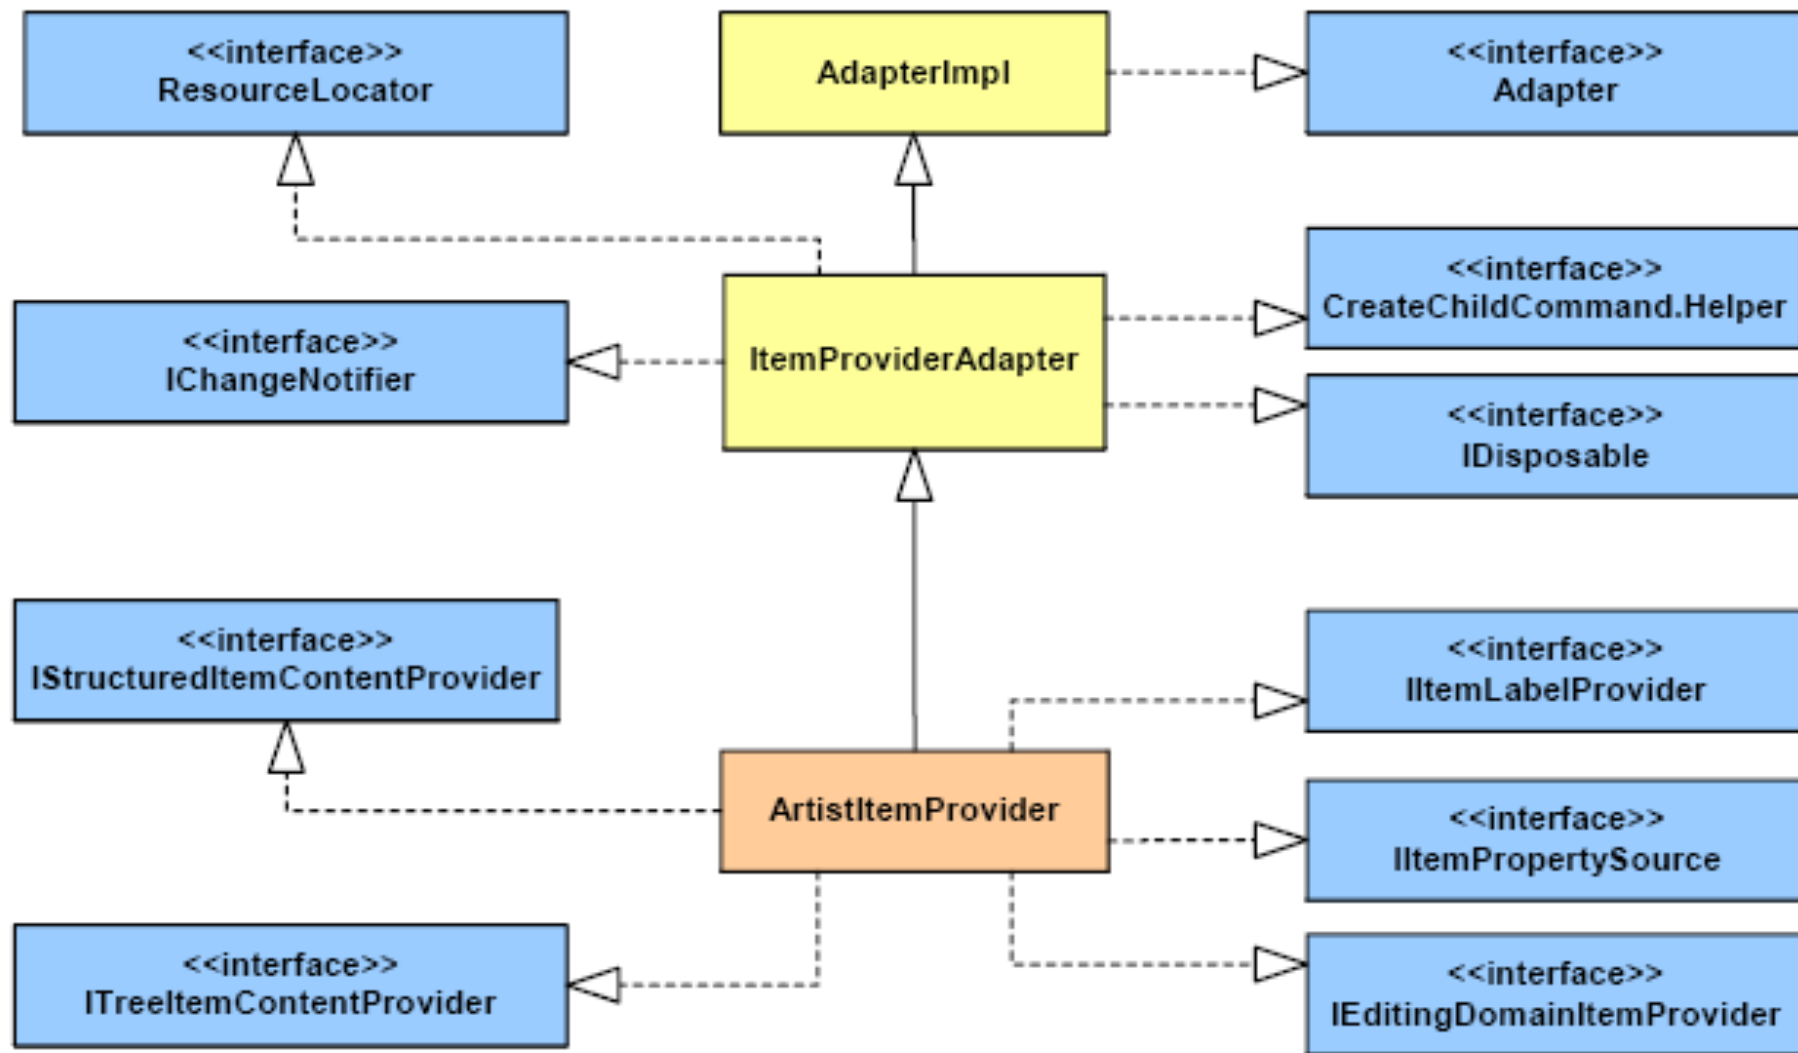 <<interface>>
ResourceLocator
AdapterImpl
<<interface>>
Adapter
<<interface>>
CreateChildCommand.Helper
<<interface>>
IChangeNotifier
ItemProviderAdapter
<<interface>>
IDisposable
<<interface>>
IStructuredItemContentProvider
<<interface>>
IItemLabelProvider
ArtistItemProvider
<<interface>>
IItemPropertySource
<<interface>>
ITreeItemContentProvider
<<interface>>
IEditingDomainItemProvider